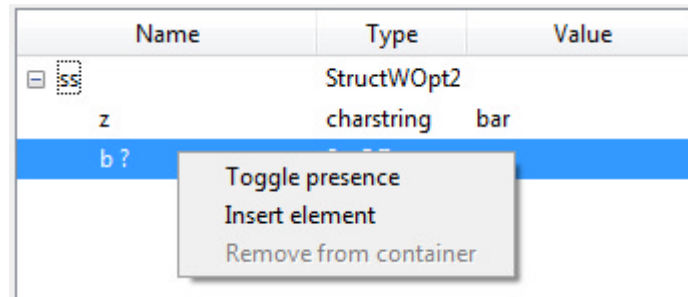 Name Type Value
ss StructWOpt2
z charstring bar
b ?
Toggle presence
Insert element
Remove from container